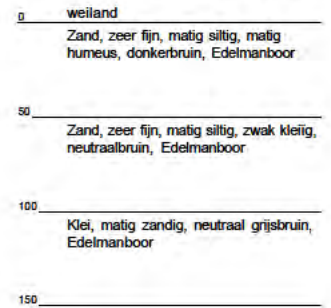 weiland
0
Zand, zeer fijn, matig siltig, matig
humeus, donkerbruin, Edelmanboor
50
Zand, zeer fijn, matig siltig, zwak kleiïg,
neutraalbruin, Edelmanboor
100
Klei, matig zandig, neutraal grijsbruin,
Edelmanboor
150